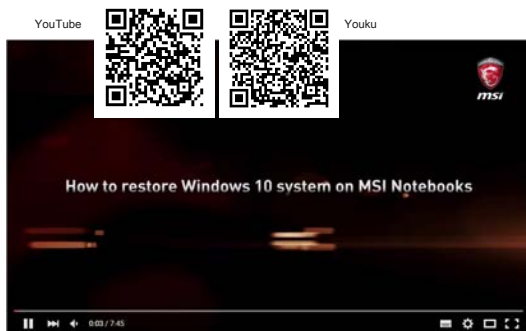 YouTube
Youku
msi
How to restore Windows 10 system on MSI Notebooks
0:03 / 7:45